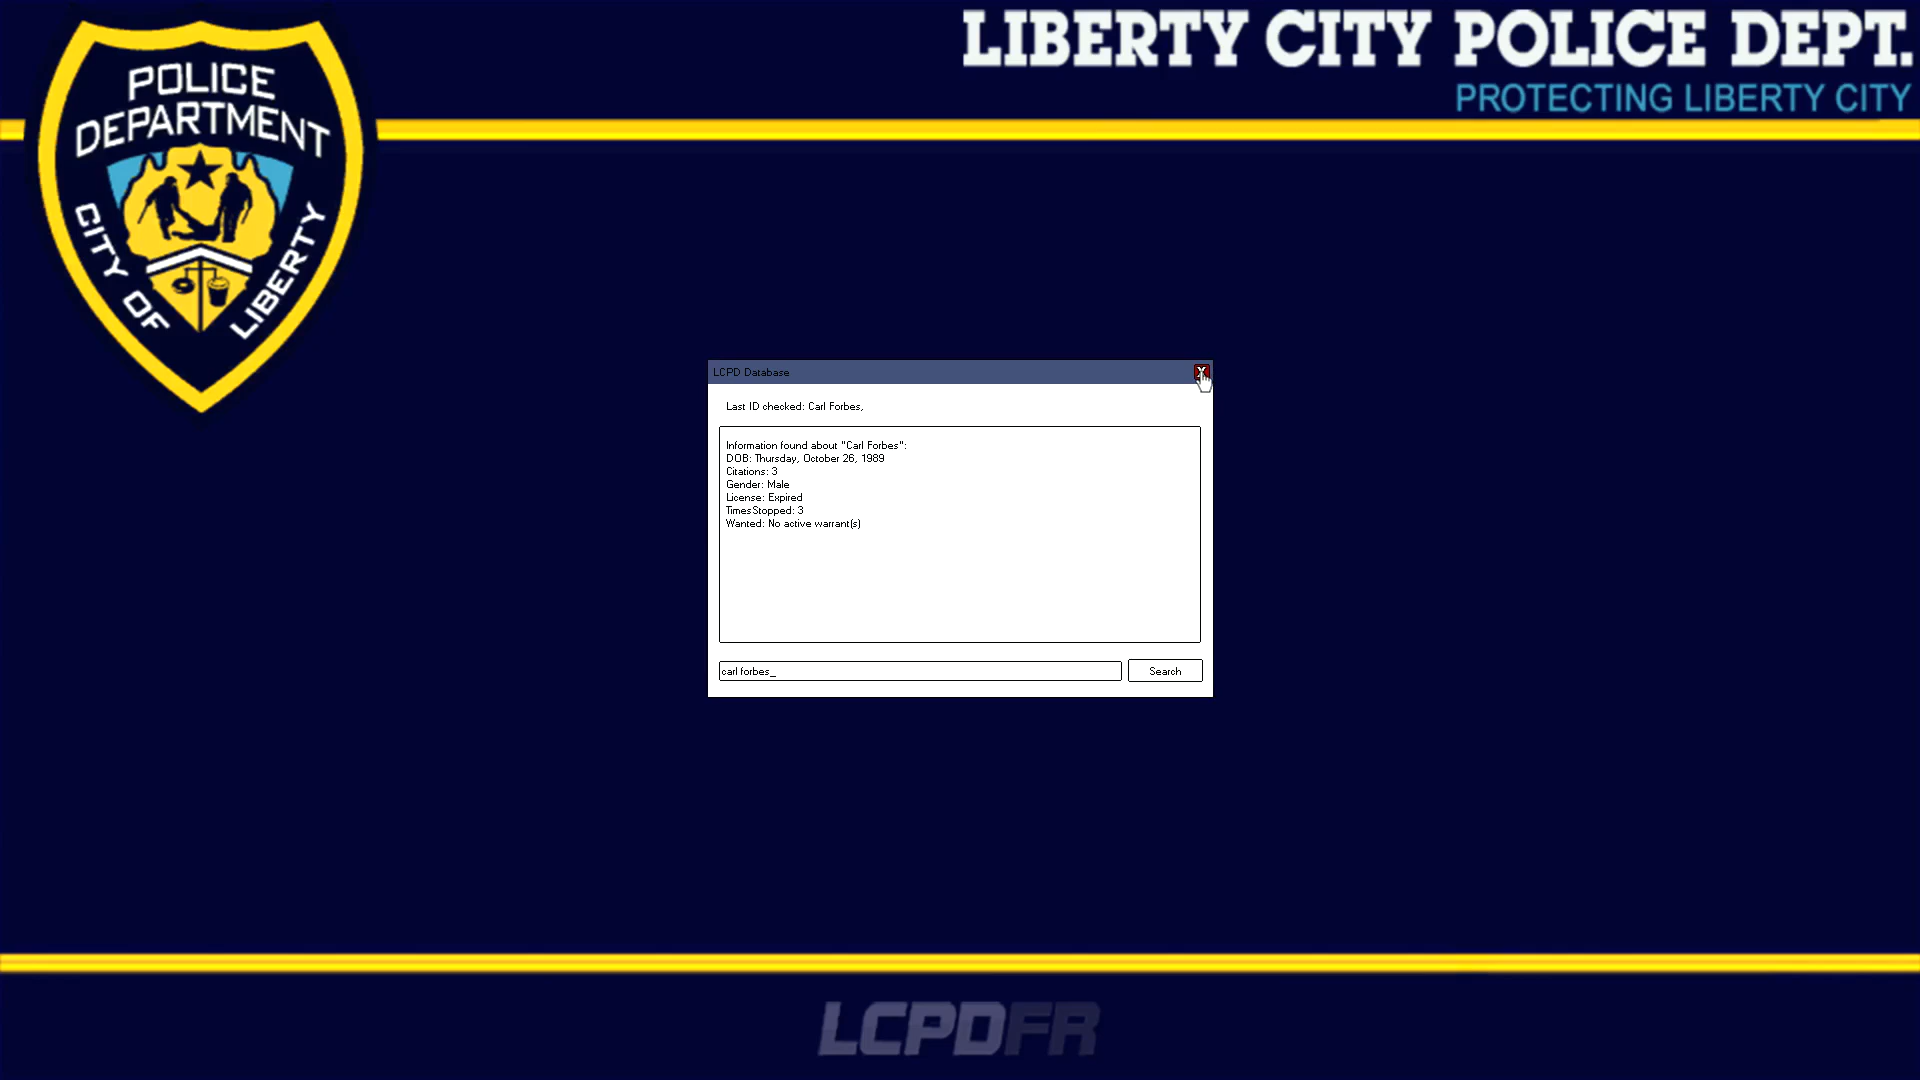 POLICE
DEPARTMENT
CITY OF LIBERTY
LIBERTY CITY POLICE DEPT.
PROTECTING LIBERTY CITY
LCPD Database
X
Last ID checked: Carl Forbes,
Information found about "Carl Forbes":
DOB: Thursday, October 26, 1989
Citations: 3
Gender: Male
License: Expired
TimesStopped: 3
Wanted: No active warrant(s)
carl forbes_
Search
LCPDFR